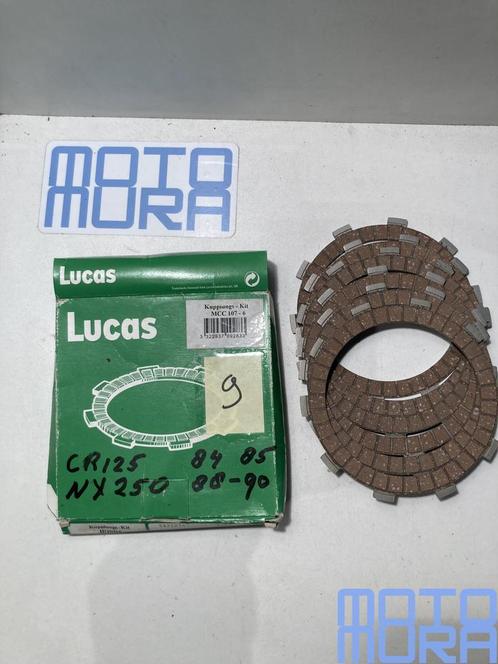 MOTO
MORA
Lucas
Lucas
Kupplungs - Kit
MCC 107 - 6
9
CR125 84 85
NX250 88-90
Kupplungs - Kit
MOTO
MORA